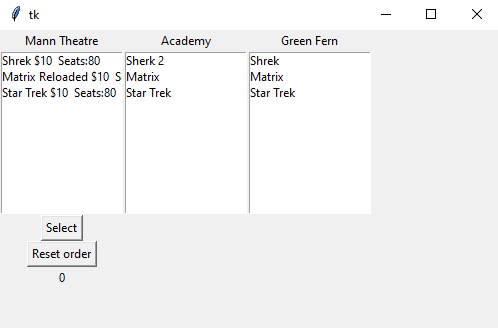 tk
Mann Theatre Academy Green Fern
Shrek $10 Seats:80 Sherk 2 Shrek
Matrix Reloaded $10 S Matrix Matrix
Star Trek $10 Seats:80 Star Trek Star Trek
Select
Reset order
0